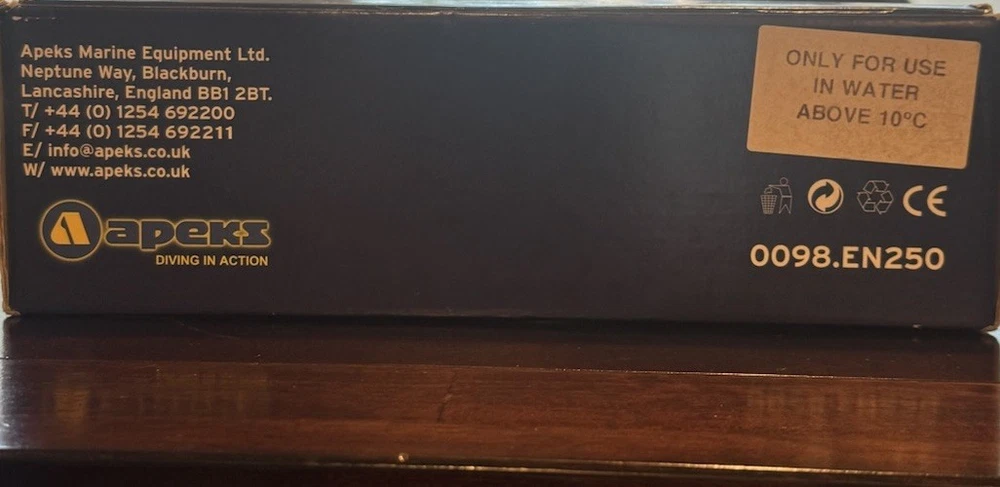 Apeks Marine Equipment Ltd.
Neptune Way, Blackburn,
Lancashire, England BB1 2BT.
T/ +44 (0) 1254 692200
F/ +44 (0) 1254 692211
E/ info@apeks.co.uk
W/ www.apeks.co.uk
apeks
DIVING IN ACTION
ONLY FOR USE
IN WATER
ABOVE 10°C
CE
0098.EN250